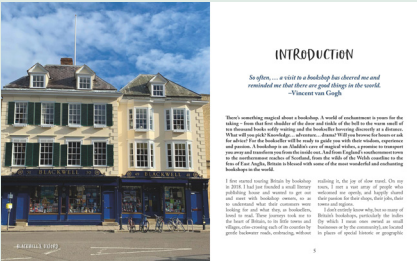 BLACKWELL
BLACKWELL
INTRODUCTION
So often, … a visit to a bookshop has cheered me and
reminded me that there are good things in the world.
–Vincent van Gogh
There's something magical about a bookshop. A world of enchantment is yours for the
taking – from that first shudder of the door and tinkle of the bell to the warm smell of
ten thousand books softly waiting and the bookseller hovering discreetly at a distance.
What will you pick? Knowledge… adventure… drama? Will you browse for hours or ask
for advice? For the bookseller will be ready to guide you with their wisdom, experience
and passion. A bookshop is an Aladdin's cave of magical wishes, a promise to transport
you away and transform you from the inside out. And from England's southernmost town
to the northernmost reaches of Scotland, from the wilds of the Welsh coastline to the
fens of East Anglia, Britain is blessed with some of the most wonderful and enchanting
bookshops in the world.
I first started touring Britain by bookshop
in 2018. I had just founded a small literary
publishing house and wanted to get out
and meet bookshop owners, so as
to understand what their customers were
looking for and what they, as booksellers,
loved to read. These journeys took me to
the heart of Britain, to its little towns and
villages, criss-crossing each of its counties by
gentle backwater roads, embracing, without
realising it, the joy of slow travel. On my
tours, I met a vast array of people who
welcomed me openly, and happily shared
their passion for their shops, their jobs, their
towns and regions.
I don't entirely know why, but so many of
Britain's bookshops, particularly the indies
(by which I mean ones owned as small
businesses or by the community), are located
in places of special historic or geographic
5